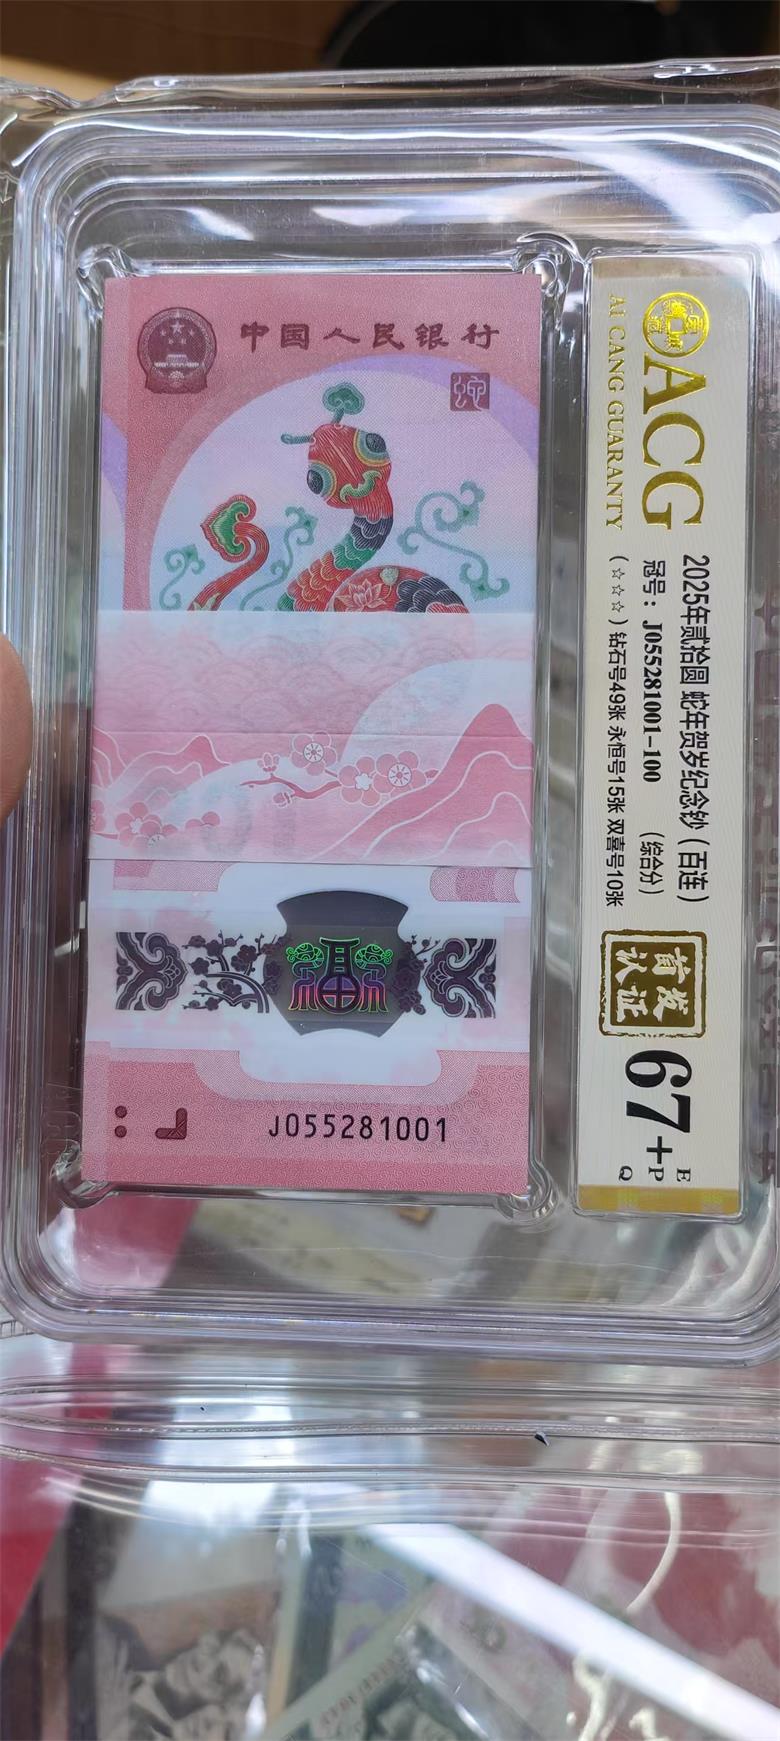 中国人民银行
蛇
福
J055281001
ACG
AI CANG GUARANTY
2025年贰拾圆 蛇年贺岁纪念钞(百连)
冠号: J055281001-100 (综合分)
(☆☆☆) 钻石号49张 永恒号15张 双喜号10张
首发
认证
67+
E
P
Q